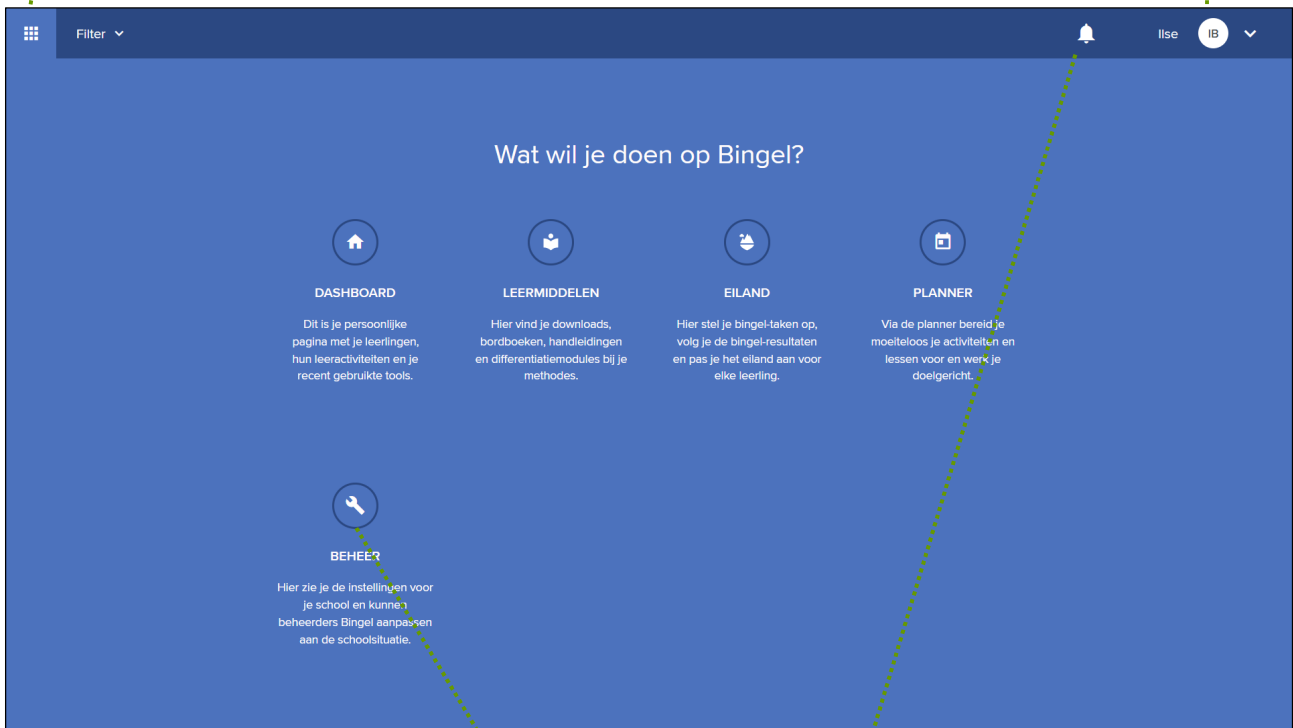 Filter
Ilse IB
Wat wil je doen op Bingel?
DASHBOARD
Dit is je persoonlijke
pagina met je leerlingen,
hun leeractiviteiten en je
recent gebruikte tools.
LEERMIDDELEN
Hier vind je downloads,
bordboeken, handleidingen
en differentiatiemodules bij je
methodes.
EILAND
Hier stel je bingel-taken op,
volg je de bingel-resultaten
en pas je het eiland aan voor
elke leerling.
PLANNER
Via de planner bereid je
moeiteloos je activiteiten en
lessen voor en werk je
doelgericht.
BEHEER
Hier zie je de instellingen voor
je school en kunnen
beheerders Bingel aanpassen
aan de schoolsituatie.